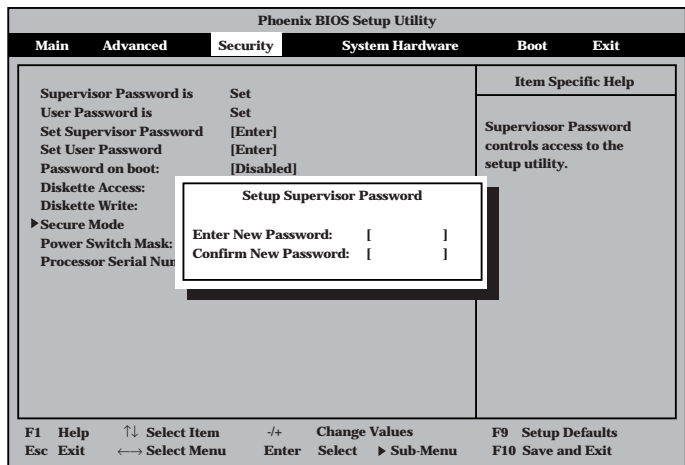 Phoenix BIOS Setup Utility
Main Advanced Security System Hardware Boot Exit
Supervisor Password is Set
User Password is Set
Set Supervisor Password [Enter]
Set User Password [Enter]
Password on boot: [Disabled]
Diskette Access:
Diskette Write:
▶Secure Mode
Power Switch Mask:
Processor Serial Num
Setup Supervisor Password
Enter New Password: [ ]
Confirm New Password: [ ]
Item Specific Help
Superviosor Password
controls access to the
setup utility.
F1 Help ↑↓ Select Item -/+ Change Values F9 Setup Defaults
Esc Exit ←→ Select Menu Enter Select ▶ Sub-Menu F10 Save and Exit